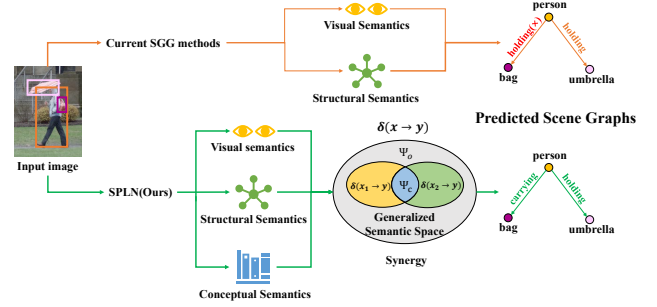 Visual Semantics
Current SGG methods
Structural Semantics
person
holding(×)
holding
bag
umbrella
Predicted Scene Graphs
Input image
SPLN(Ours)
Visual semantics
Structural Semantics
Conceptual Semantics
δ(x → y)
Ψo
δ(x₁ → y)
Ψc
δ(x₂ → y)
Generalized
Semantic Space
Synergy
person
carrying
holding
bag
umbrella